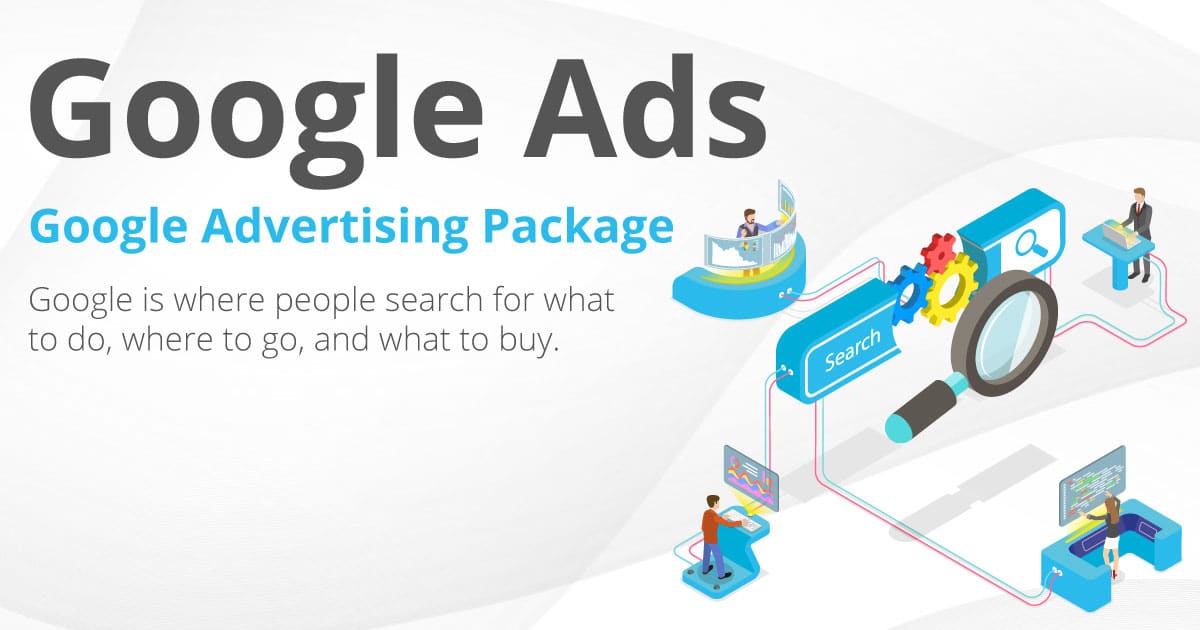 Google Ads
Google Advertising Package
Google is where people search for what
to do, where to go, and what to buy.
Search